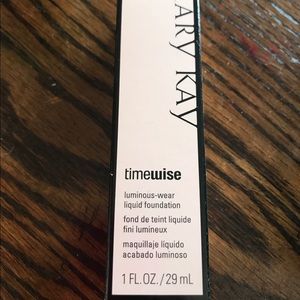 ARY KAY
timewise
luminous-wear
liquid foundation
fond de teint liquide
fini lumineux
maquillaje líquido
acabado luminoso
1 FL.OZ./29 mL